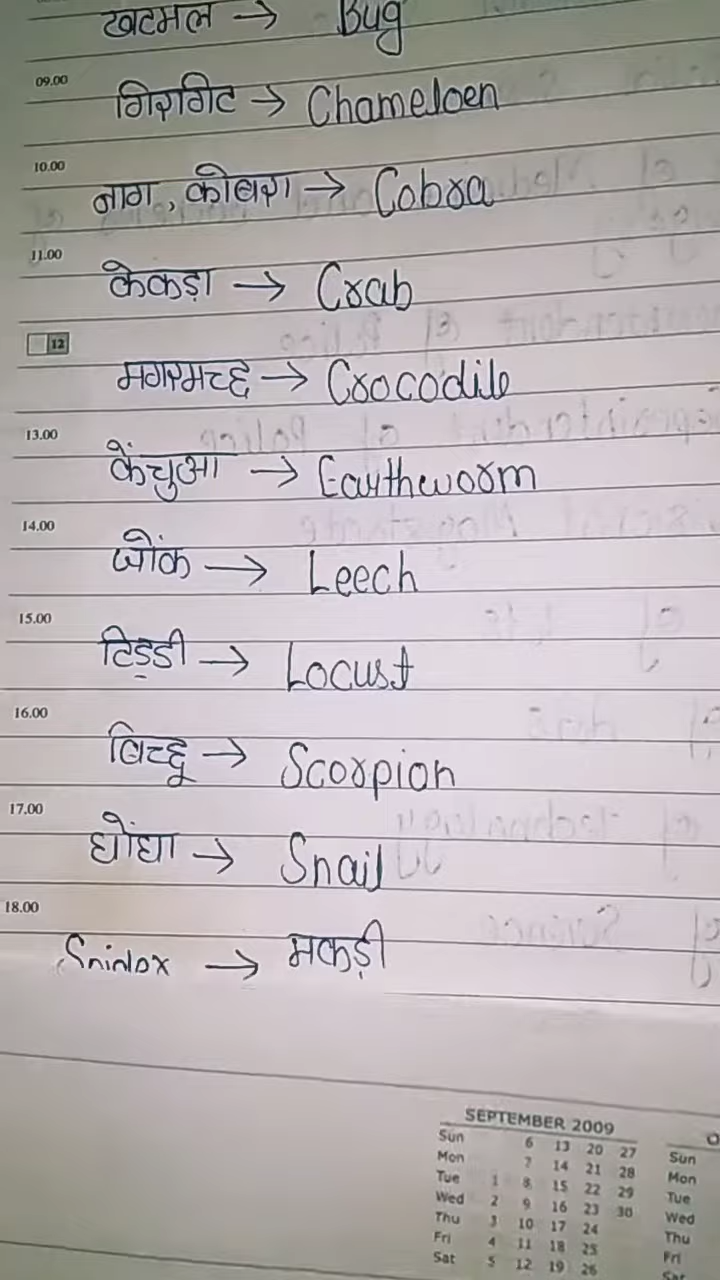 खटमल → Bug
09.00
गिरगिट → Chameloen
10.00
नाग, कोबरा → Cobra
11.00
केकड़ा → Crab
12
मगरमच्छ → Crocodile
13.00
केंचुआ → Earthworm
14.00
जोंक → Leech
15.00
टिड्डी → Locust
16.00
बिच्छू → Scorpion
17.00
घोंघा → Snail
18.00
→ मकड़ी
SEPTEMBER 2009
Sun 6 13 20 27 Sun
Mon 7 14 21 28 Mon
Tue 1 8 15 22 29 Tue
Wed 2 9 16 23 30 Wed
Thu 3 10 17 24 Thu
Fri 4 11 18 25 Fri
Sat 5 12 19 26